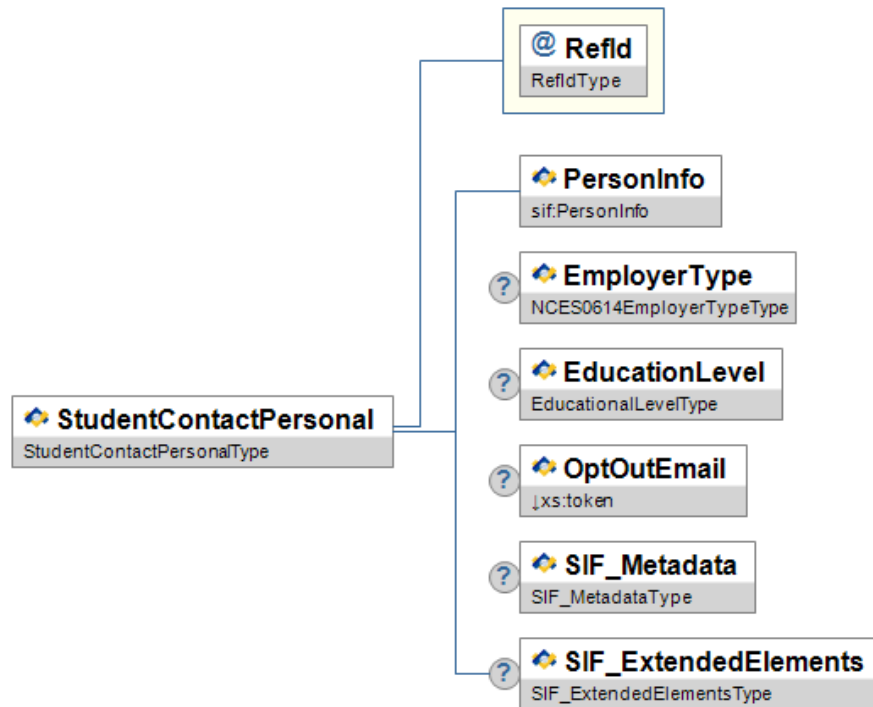 @ RefId
RefIdType
PersonInfo
sif:PersonInfo
? EmployerType
NCES0614EmployerTypeType
? EducationLevel
EducationalLevelType
StudentContactPersonal
StudentContactPersonalType
? OptOutEmail
↓xs:token
? SIF_Metadata
SIF_MetadataType
? SIF_ExtendedElements
SIF_ExtendedElementsType